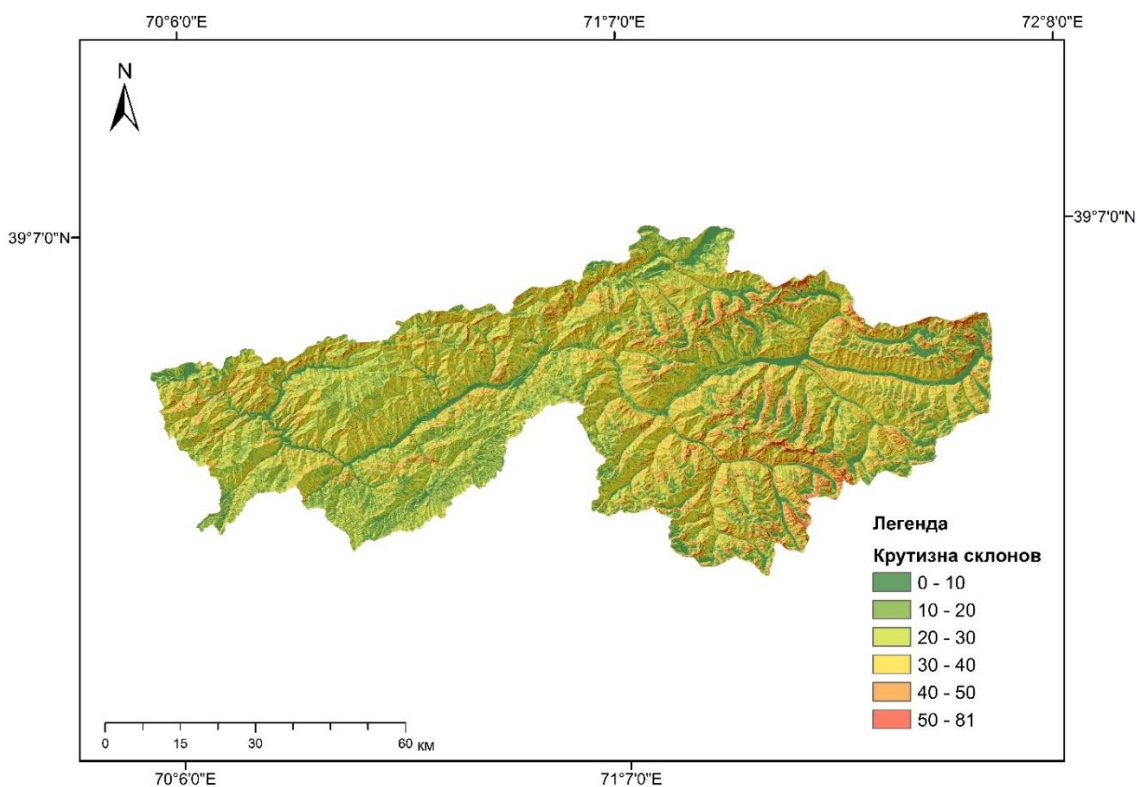 70°6'0"E 71°7'0"E 72°8'0"E
N
39°7'0"N 39°7'0"N
Легенда
Крутизна склонов
0 - 10
10 - 20
20 - 30
30 - 40
40 - 50
50 - 81
0 15 30 60 км
70°6'0"E 71°7'0"E